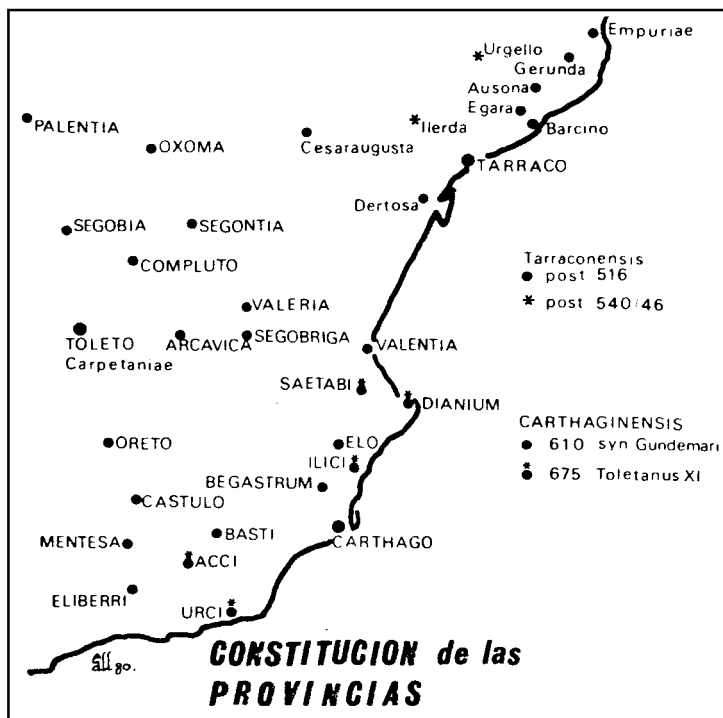 Empuriae
Urgello
Gerunda
Ausona
Egara
Barcino
PALENTIA
Ilerda
OXOMA
Cesaraugusta
TARRACO
Dertosa
SEGOBIA
SEGONTIA
COMPLUTO
Tarraconensis
post 516
* post 540/46
VALERIA
TOLETO
Carpetaniae
ARCAVICA
SEGOBRIGA
VALENTIA
SAETABI
DIANIUM
CARTHAGINENSIS
610 syn Gundemari
675 Toletanus XI
ORETO
ELO
ILICI
BEGASTRUM
CASTULO
MENTESA
BASTI
CARTHAGO
ACCI
ELIBERRI
URCI
80.
CONSTITUCION de las
PROVINCIAS